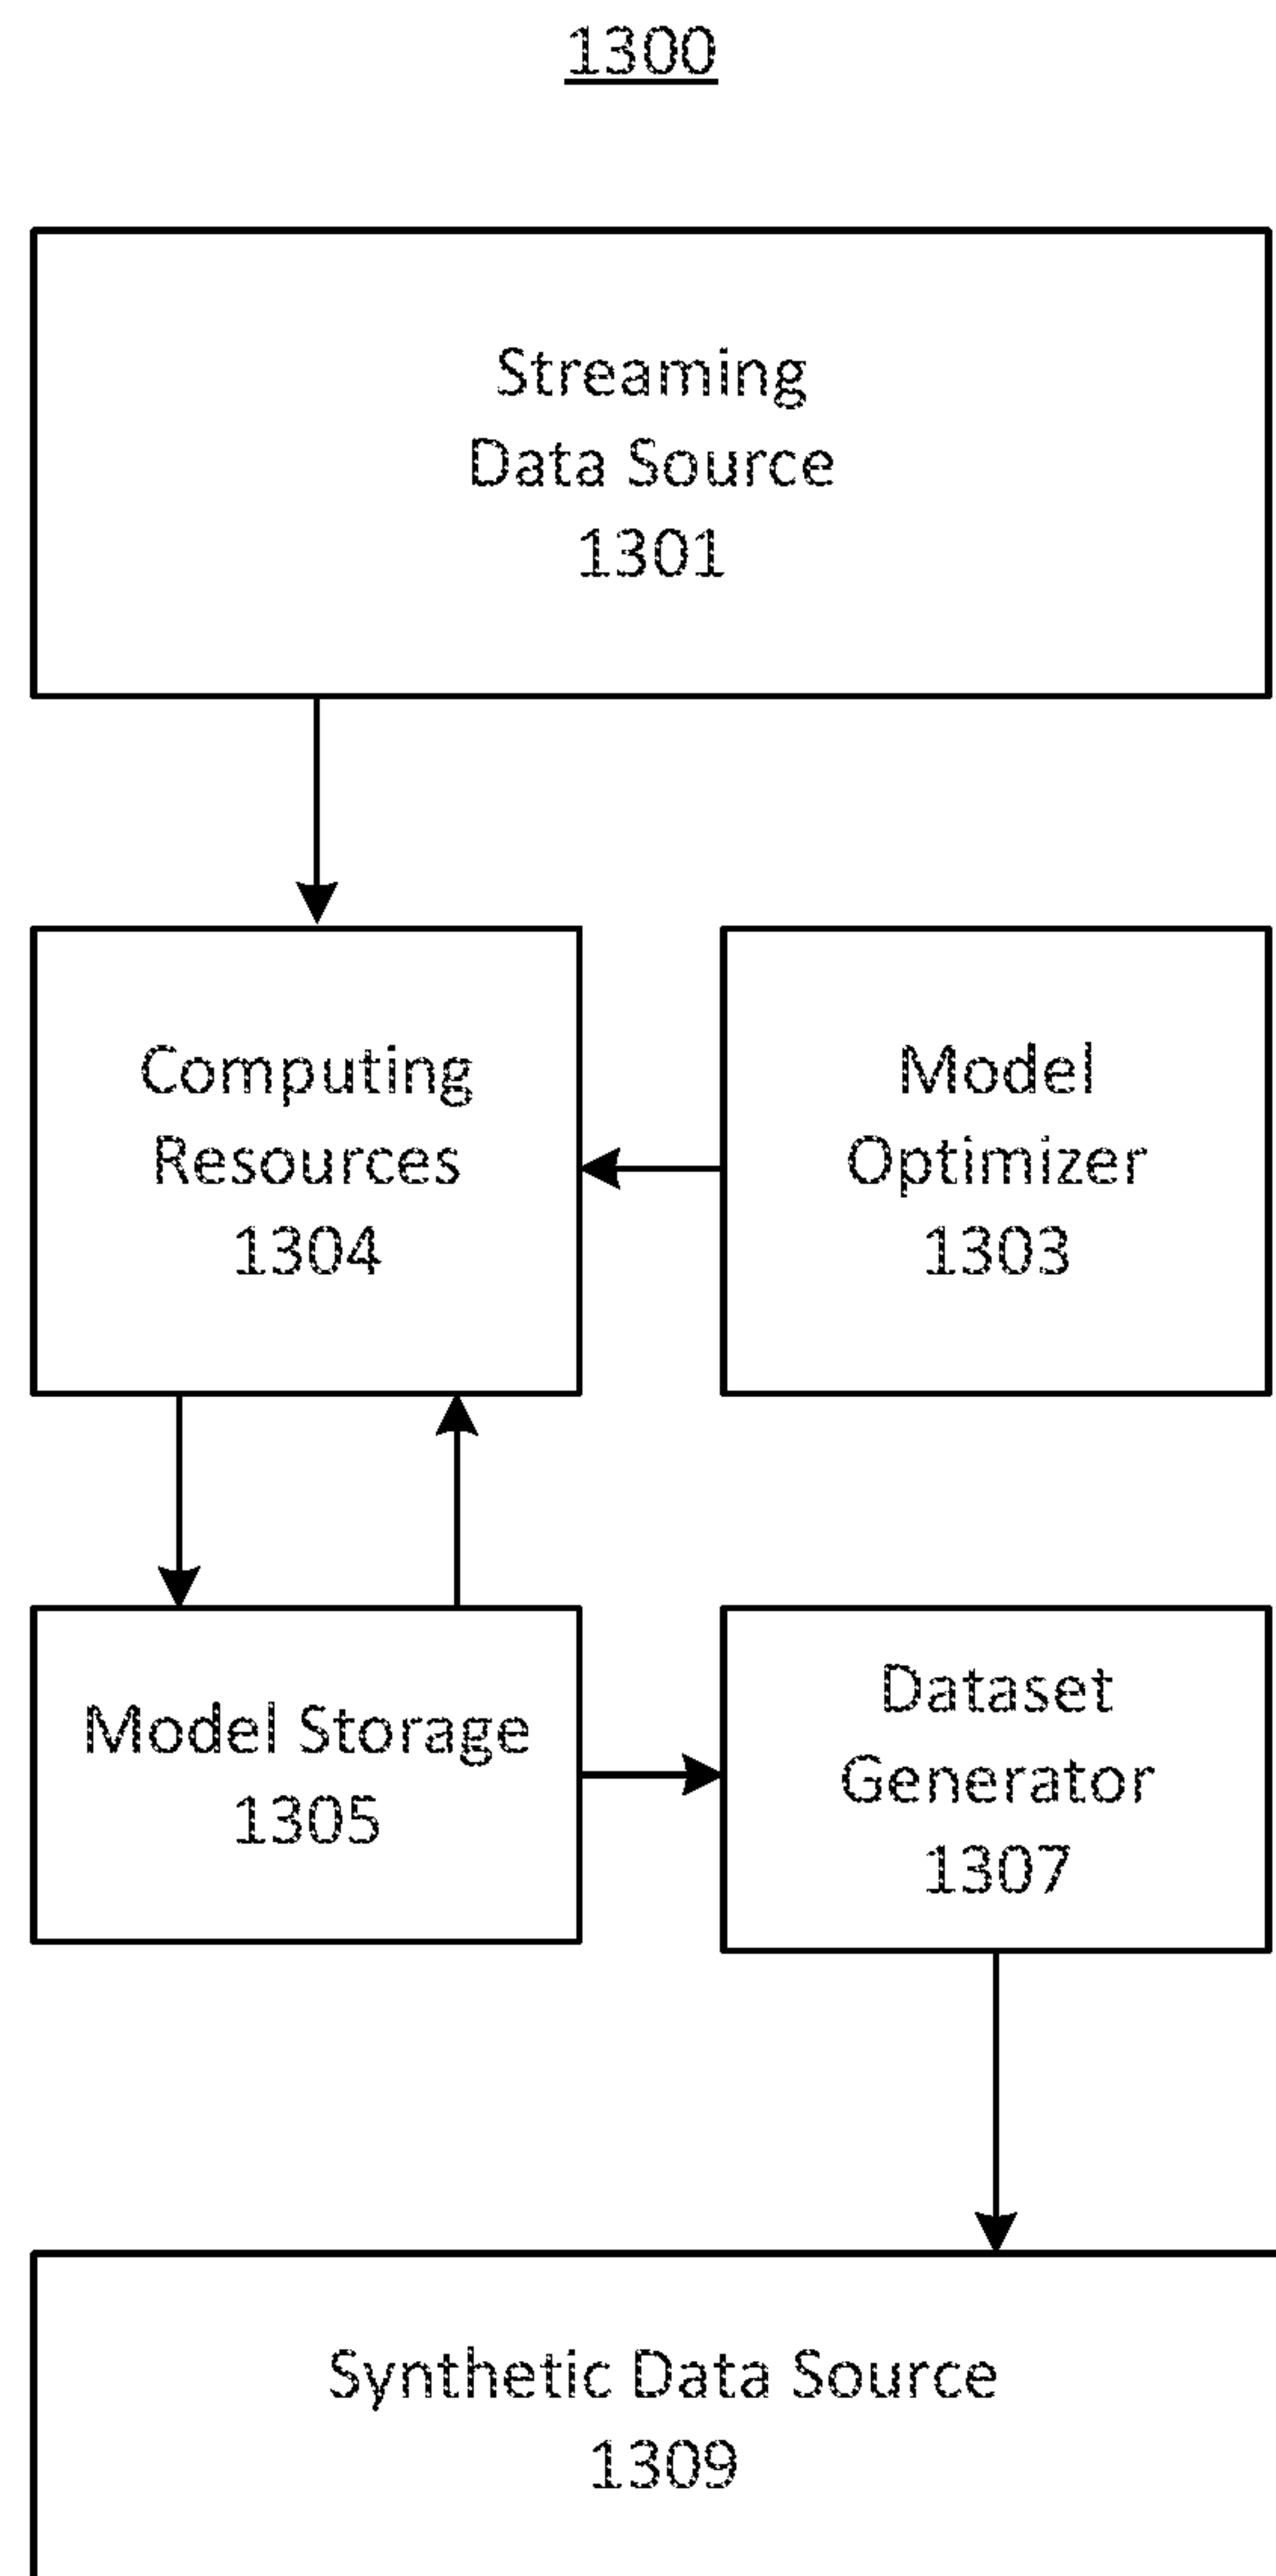 1300
Streaming
Data Source
1301
Computing
Resources
1304
Model
Optimizer
1303
Model Storage
1305
Dataset
Generator
1307
Synthetic Data Source
1309